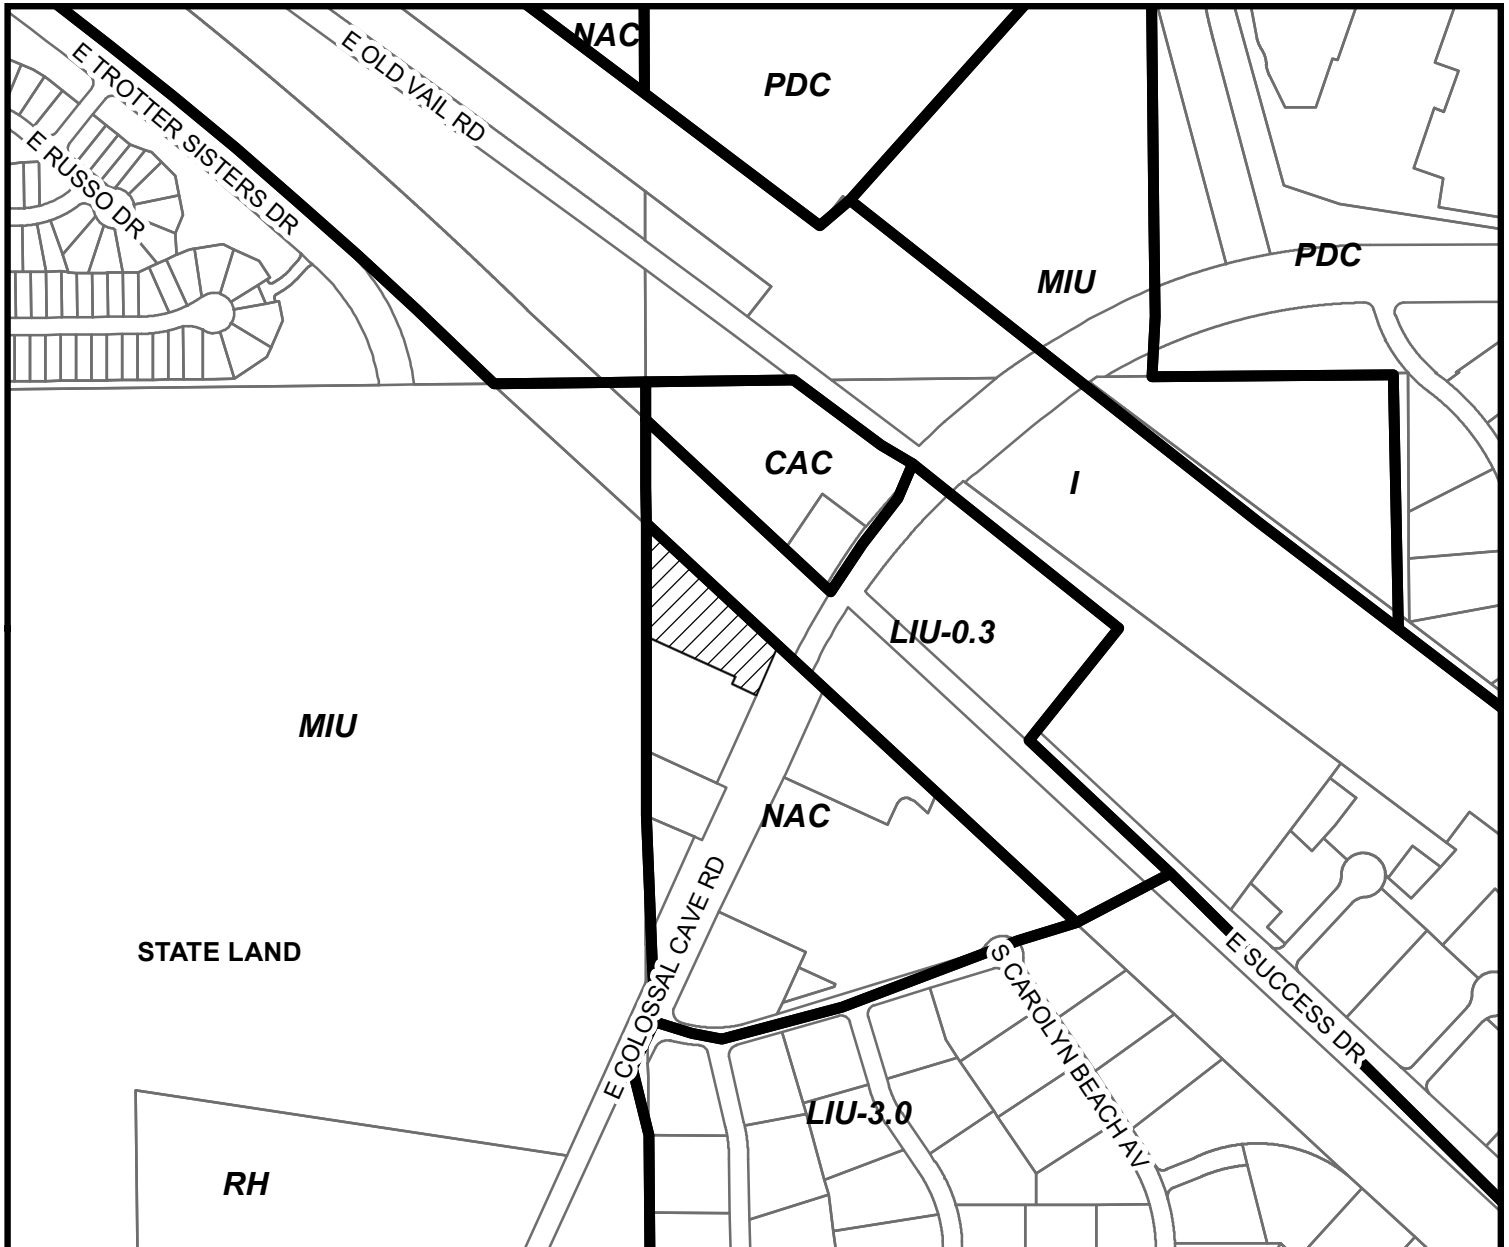 NAC
PDC
E OLD VAIL RD
E TROTTER SISTERS DR
E RUSSO DR
PDC
MIU
CAC
I
LIU-0.3
MIU
NAC
STATE LAND
E COLOSSAL CAVE RD
E SUCCESS DR
S CAROLYN BEACH AV
LIU-3.0
RH